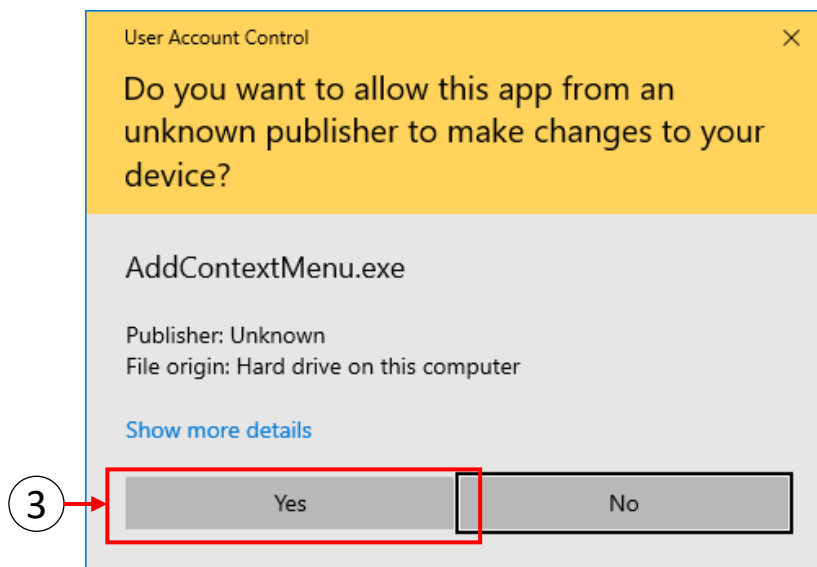 User Account Control
Do you want to allow this app from an
unknown publisher to make changes to your
device?
AddContextMenu.exe
Publisher: Unknown
File origin: Hard drive on this computer
Show more details
3
Yes
No